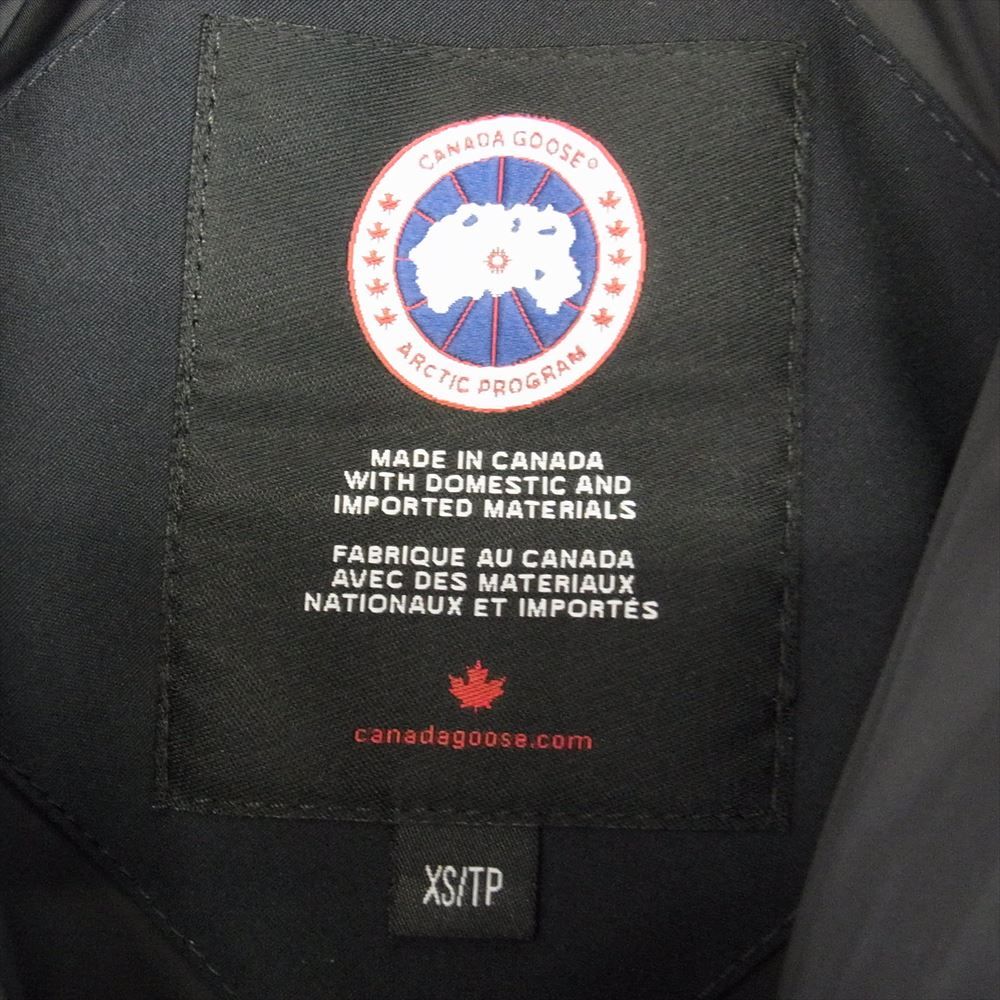 CANADA GOOSE®
ARCTIC PROGRAM
MADE IN CANADA
WITH DOMESTIC AND
IMPORTED MATERIALS
FABRIQUE AU CANADA
AVEC DES MATERIAUX
NATIONAUX ET IMPORTÉS
canadagoose.com
XS/TP